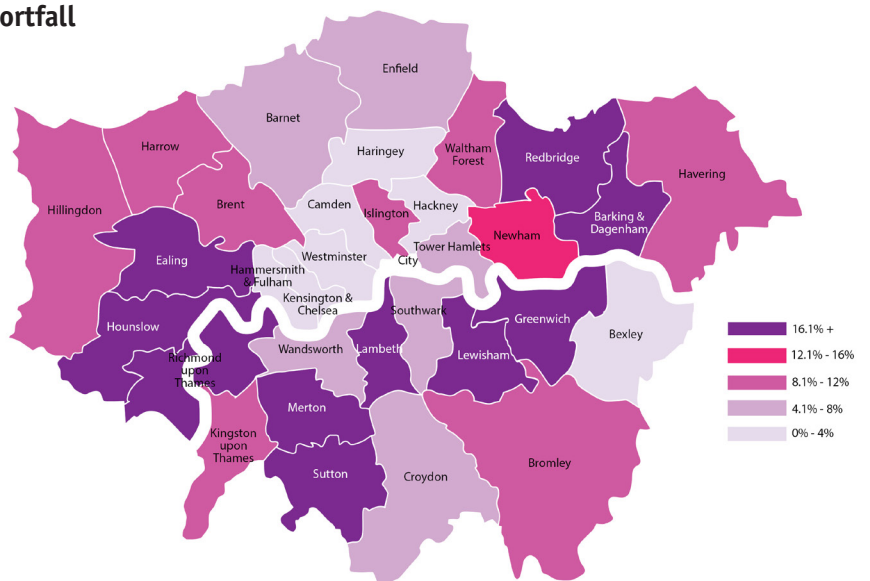 ortfall
Enfield
Barnet
Haringey
Waltham
Forest
Harrow
Redbridge
Havering
Hillingdon
Brent
Camden
Islington
Hackney
Barking &
Dagenham
Newham
Tower Hamlets
Westminster
City
Ealing
Hammersmith
& Fulham
Kensington &
Chelsea
Southwark
Hounslow
Greenwich
Bexley
Wandsworth
Lambeth
Lewisham
Richmond
upon
Thames
Merton
Kingston
upon
Thames
Sutton
Croydon
Bromley
16.1% +
12.1% - 16%
8.1% - 12%
4.1% - 8%
0% - 4%